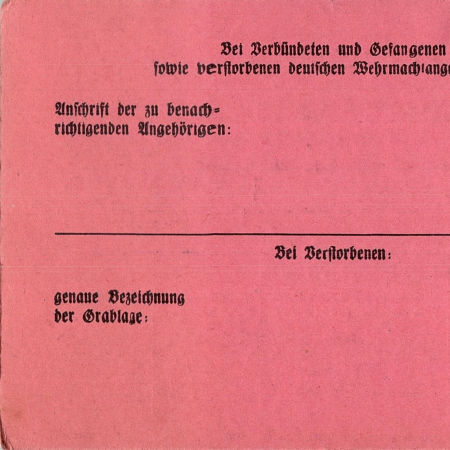 Bei Verbündeten und Gefangenen
sowie verstorbenen deutschen Wehrmachtange
Anschrift der zu benach-
richtigenden Angehörigen:
Bei Verstorbenen:
genaue Bezeichnung
der Grablage: